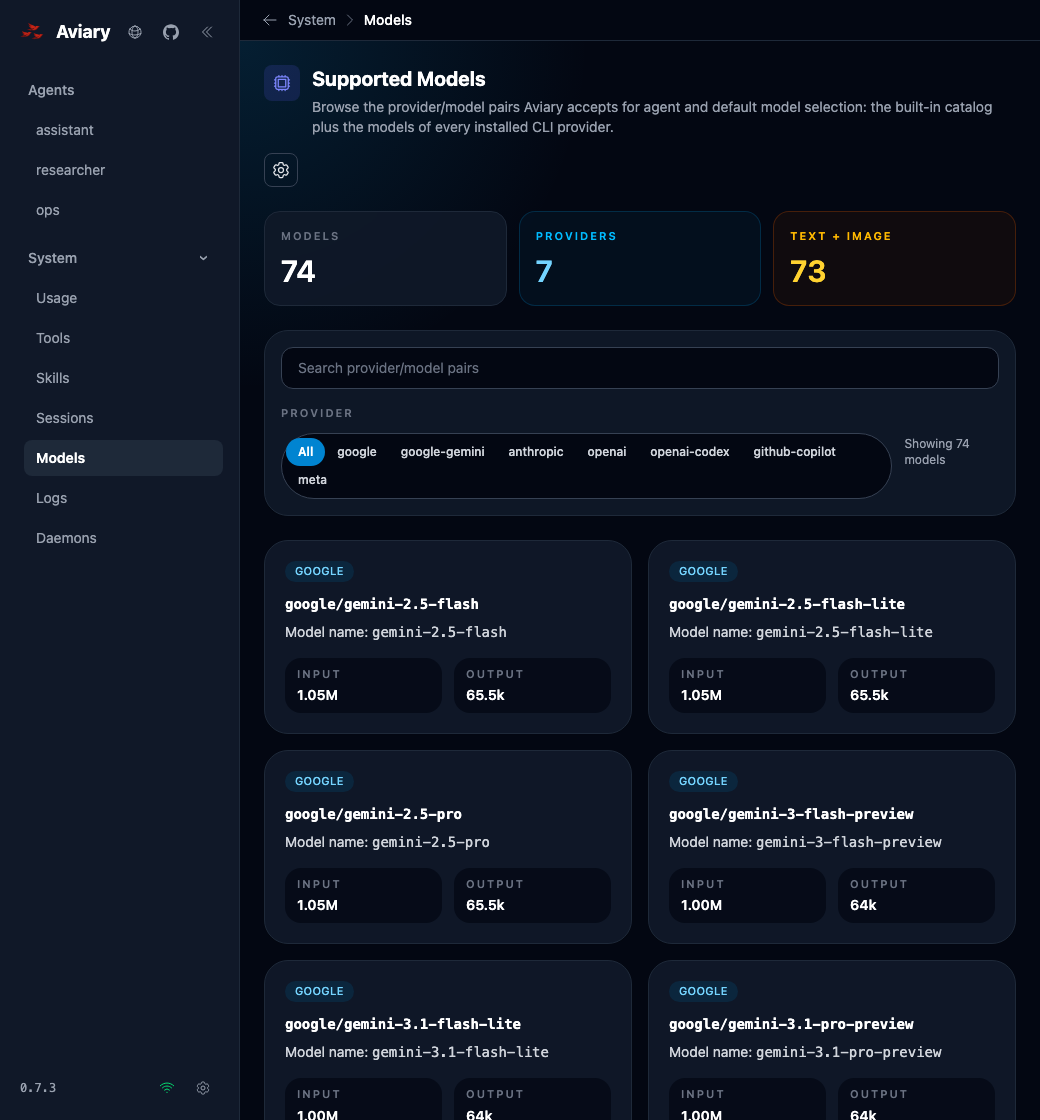 Aviary
Agents
assistant
researcher
ops
System
Usage
Tools
Skills
Sessions
Models
Logs
Daemons
0.7.3
System
Models
Supported Models
Browse the provider/model pairs Aviary accepts for agent and default model selection: the built-in catalog
plus the models of every installed CLI provider.
MODELS
74
PROVIDERS
7
TEXT + IMAGE
73
Search provider/model pairs
PROVIDER
All google google-gemini anthropic openai openai-codex github-copilot
meta
Showing 74
models
GOOGLE
google/gemini-2.5-flash
Model name: gemini-2.5-flash
INPUT
1.05M
OUTPUT
65.5k
GOOGLE
google/gemini-2.5-flash-lite
Model name: gemini-2.5-flash-lite
INPUT
1.05M
OUTPUT
65.5k
GOOGLE
google/gemini-2.5-pro
Model name: gemini-2.5-pro
INPUT
1.05M
OUTPUT
65.5k
GOOGLE
google/gemini-3-flash-preview
Model name: gemini-3-flash-preview
INPUT
1.00M
OUTPUT
64k
GOOGLE
google/gemini-3.1-flash-lite
Model name: gemini-3.1-flash-lite
INPUT
1.00M
OUTPUT
64k
GOOGLE
google/gemini-3.1-pro-preview
Model name: gemini-3.1-pro-preview
INPUT
1.00M
OUTPUT
64k